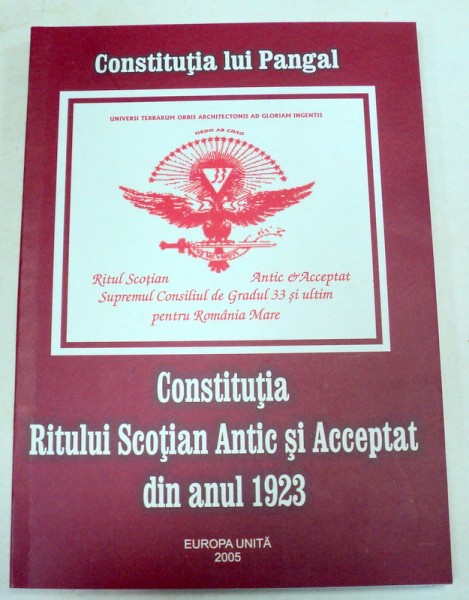 Constituţia lui Pangal
UNIVERSI TERRARUM ORBIS ARCHITECTONIS AD GLORIAM INGENTIS
ORDO AB CHAO
33
Ritul Scoţian Antic & Acceptat
Supremul Consiliul de Gradul 33 şi ultim
pentru România Mare
Constituţia
Ritului Scoţian Antic şi Acceptat
din anul 1923
EUROPA UNITĂ
2005